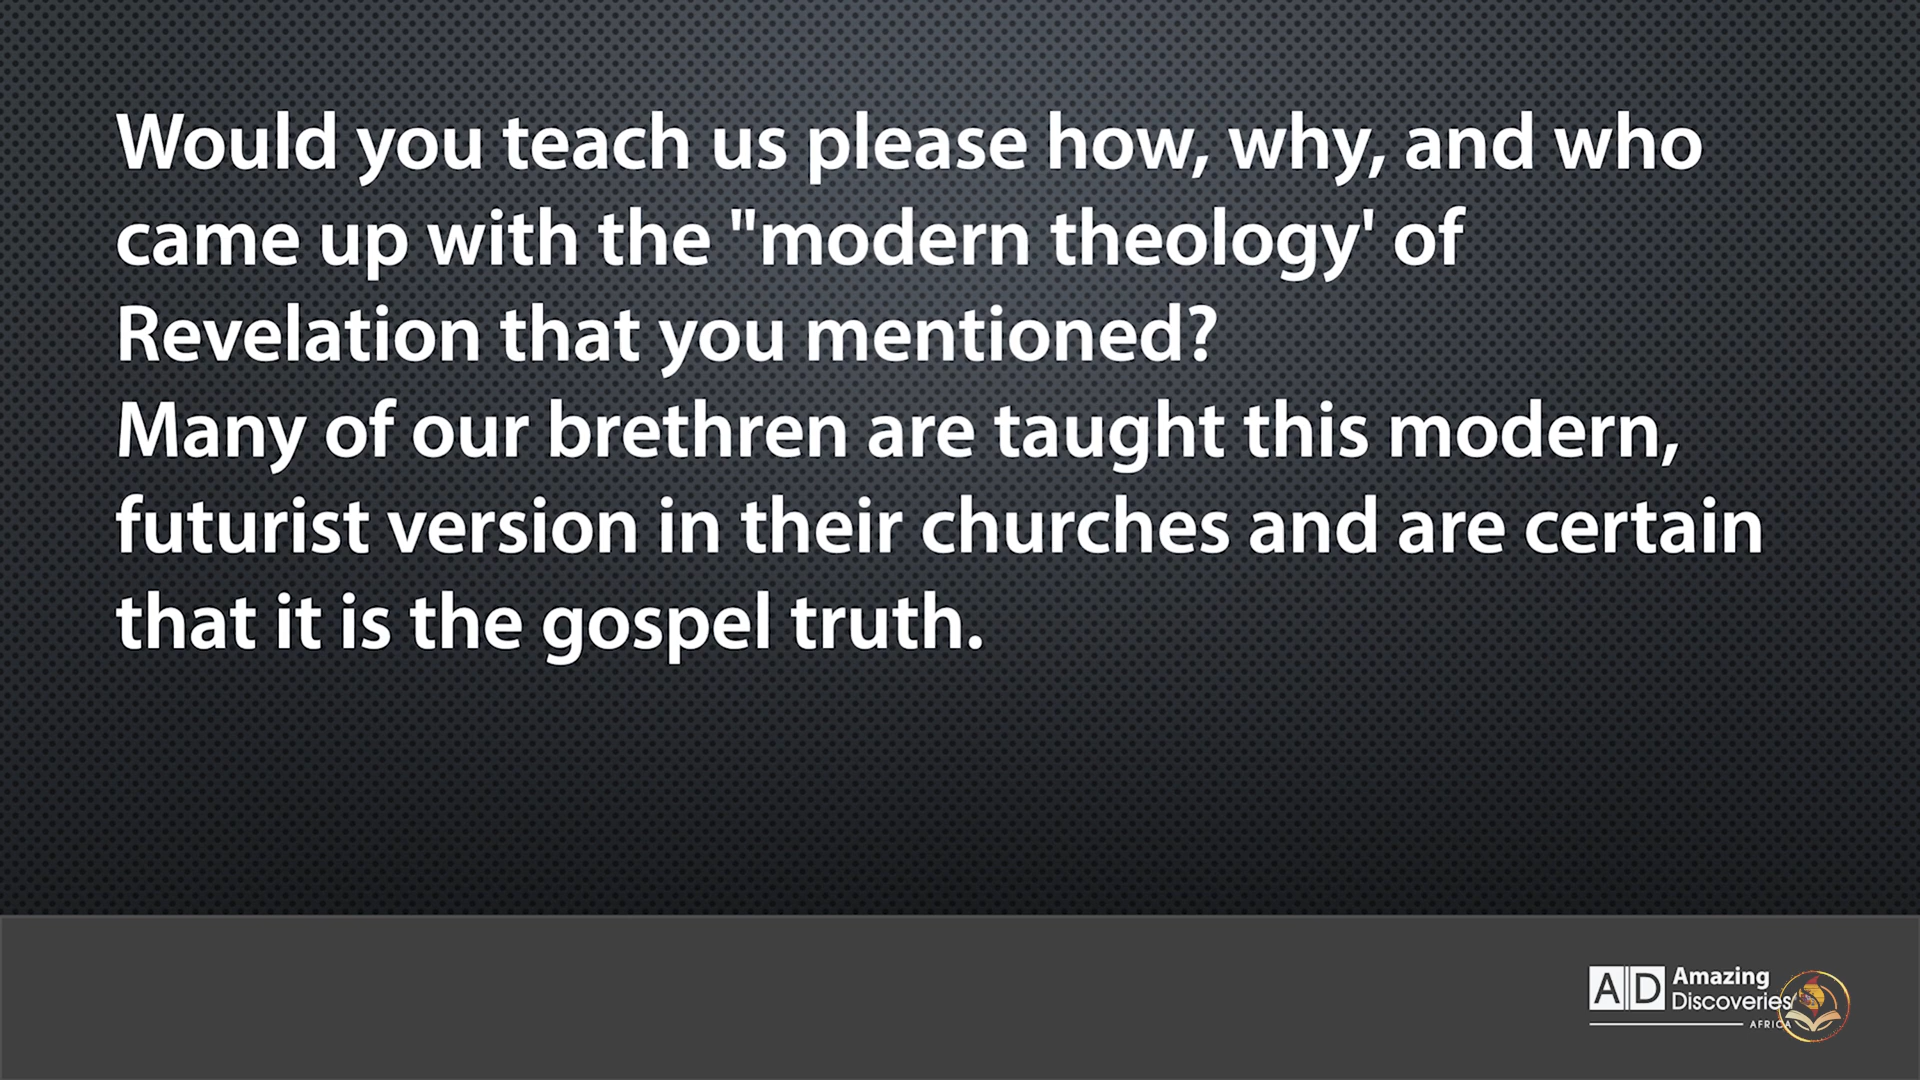 Would you teach us please how, why, and who
came up with the "modern theology' of
Revelation that you mentioned?
Many of our brethren are taught this modern,
futurist version in their churches and are certain
that it is the gospel truth.
AD Amazing
Discoveries
AFRICA